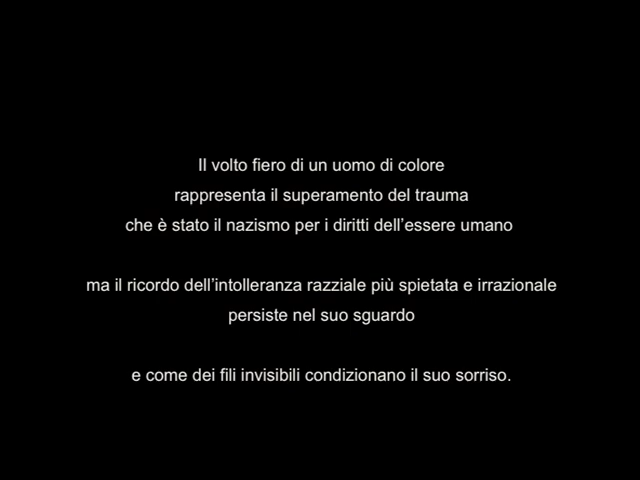 Il volto fiero di un uomo di colore
rappresenta il superamento del trauma
che è stato il nazismo per i diritti dell’essere umano
ma il ricordo dell’intolleranza razziale più spietata e irrazionale
persiste nel suo sguardo
e come dei fili invisibili condizionano il suo sorriso.